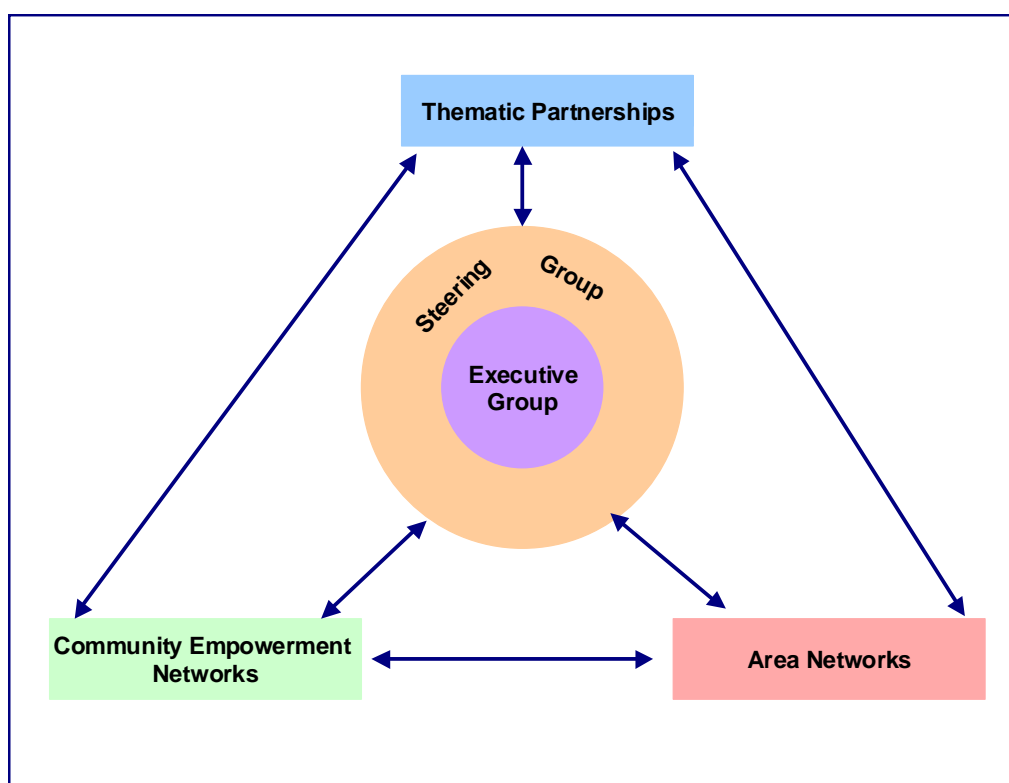 Thematic Partnerships
Steering Group
Executive
Group
Community Empowerment
Networks
Area Networks